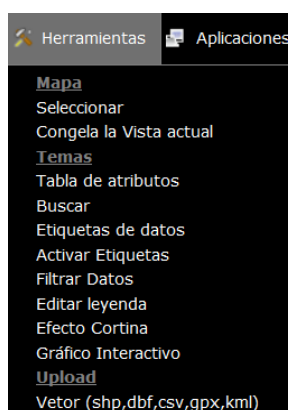 Herramientas Aplicaciones
Mapa
Seleccionar
Congela la Vista actual
Temas
Tabla de atributos
Buscar
Etiquetas de datos
Activar Etiquetas
Filtrar Datos
Editar leyenda
Efecto Cortina
Gráfico Interactivo
Upload
Vetor (shp,dbf,csv,gpx,kml)